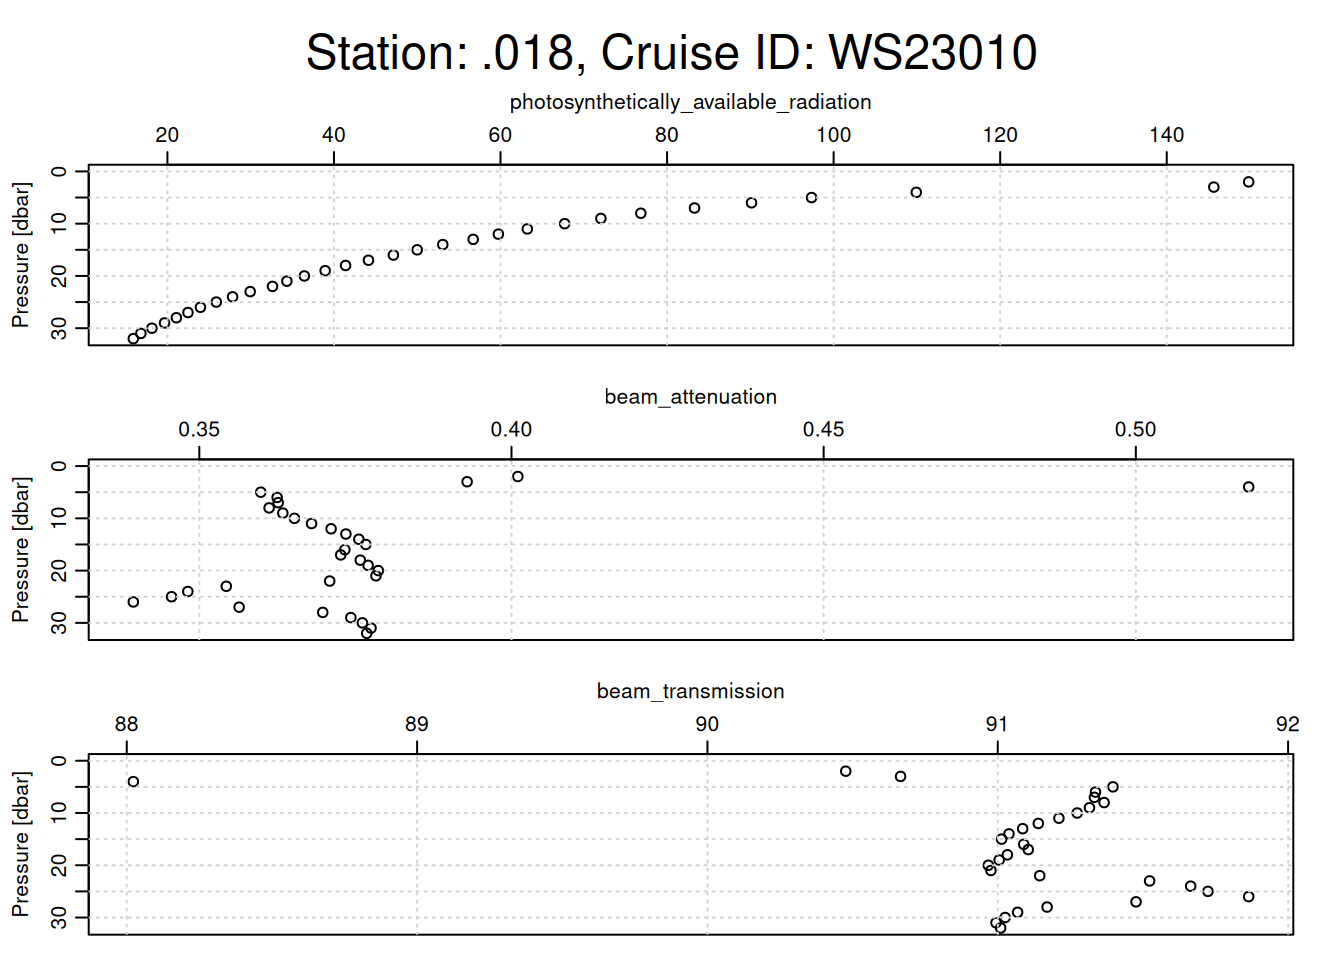 Station: .018, Cruise ID: WS23010
photosynthetically_available_radiation
20 40 60 80 100 120 140
0
10
20
30
Pressure [dbar]
beam_attenuation
0.35 0.40 0.45 0.50
0
10
20
30
Pressure [dbar]
beam_transmission
88 89 90 91 92
0
10
20
30
Pressure [dbar]